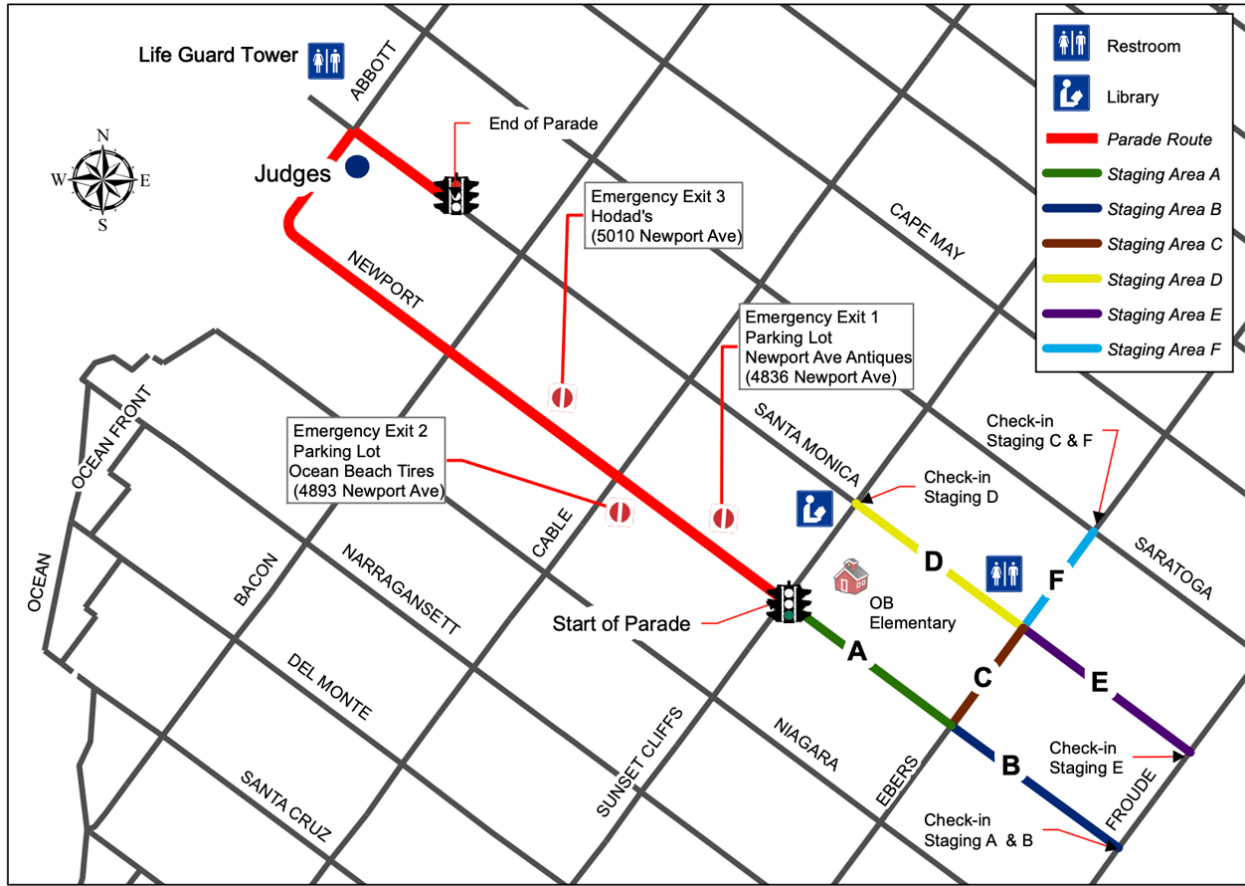 Life Guard Tower
ABBOTT
End of Parade
Judges
N
W
E
S
Emergency Exit 3
Hodad's
(5010 Newport Ave)
NEWPORT
CAPE MAY
Emergency Exit 1
Parking Lot
Newport Ave Antiques
(4836 Newport Ave)
Emergency Exit 2
Parking Lot
Ocean Beach Tires
(4893 Newport Ave)
SANTA MONICA
Check-in
Staging C & F
Check-in
Staging D
OCEAN FRONT
OCEAN
BACON
CABLE
NARRAGANSETT
DEL MONTE
SANTA CRUZ
Start of Parade
OB
Elementary
SUNSET CLIFFS
NIAGARA
EBERS
FROUDE
SARATOGA
A
B
C
D
E
F
Check-in
Staging E
Check-in
Staging A & B
Restroom
Library
Parade Route
Staging Area A
Staging Area B
Staging Area C
Staging Area D
Staging Area E
Staging Area F